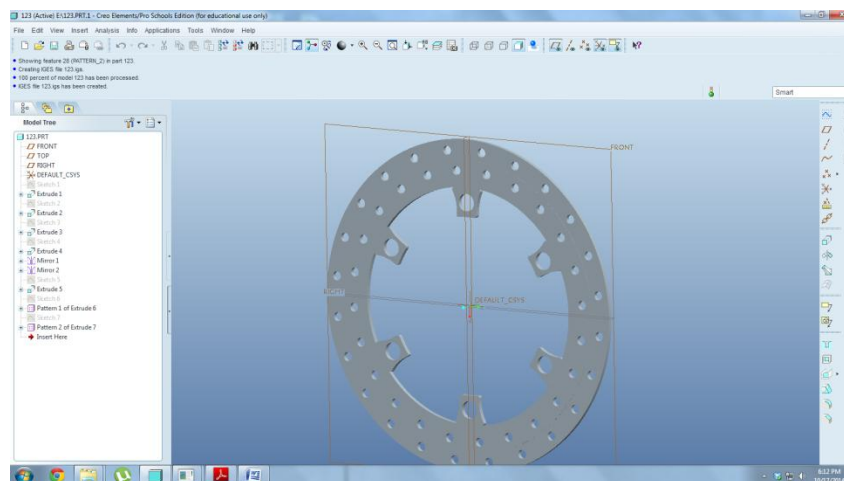 123 (Active) E:\123.PRT.1 - Creo Elements/Pro Schools Edition (for educational use only)
File Edit View Insert Analysis Info Applications Tools Window Help
Showing feature 28 (PATTERN_2) in part 123.
Creating IGES file 123.igs.
100 percent of model 123 has been processed.
IGES file 123.igs has been created.
Smart
Model Tree
123.PRT
FRONT
TOP
RIGHT
DEFAULT_CSYS
Sketch 1
Extrude 1
Sketch 2
Extrude 2
Sketch 3
Extrude 3
Sketch 4
Extrude 4
Mirror 1
Mirror 2
Sketch 5
Extrude 5
Sketch 6
Pattern 1 of Extrude 6
Sketch 7
Pattern 2 of Extrude 7
Insert Here
FRONT
RIGHT
DEFAULT_CSYS
6:12 PM